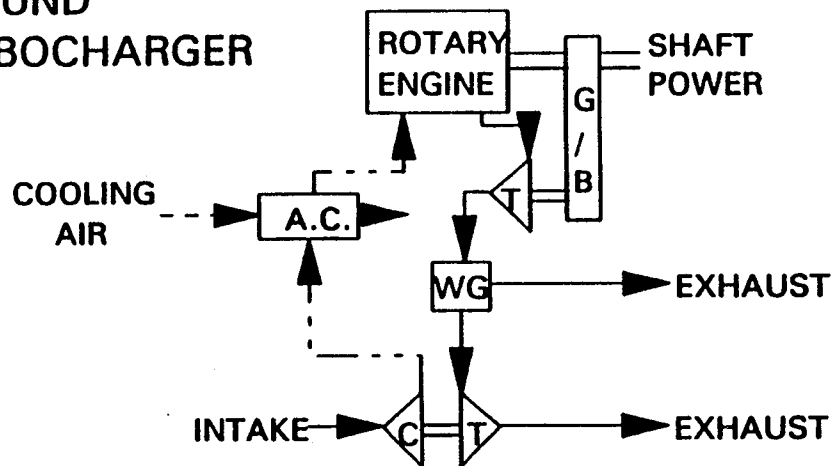 BOCHARGER
ROTARY
ENGINE
SHAFT
POWER
G
/
B
T
COOLING
AIR
A.C.
WG
EXHAUST
INTAKE
C
T
EXHAUST